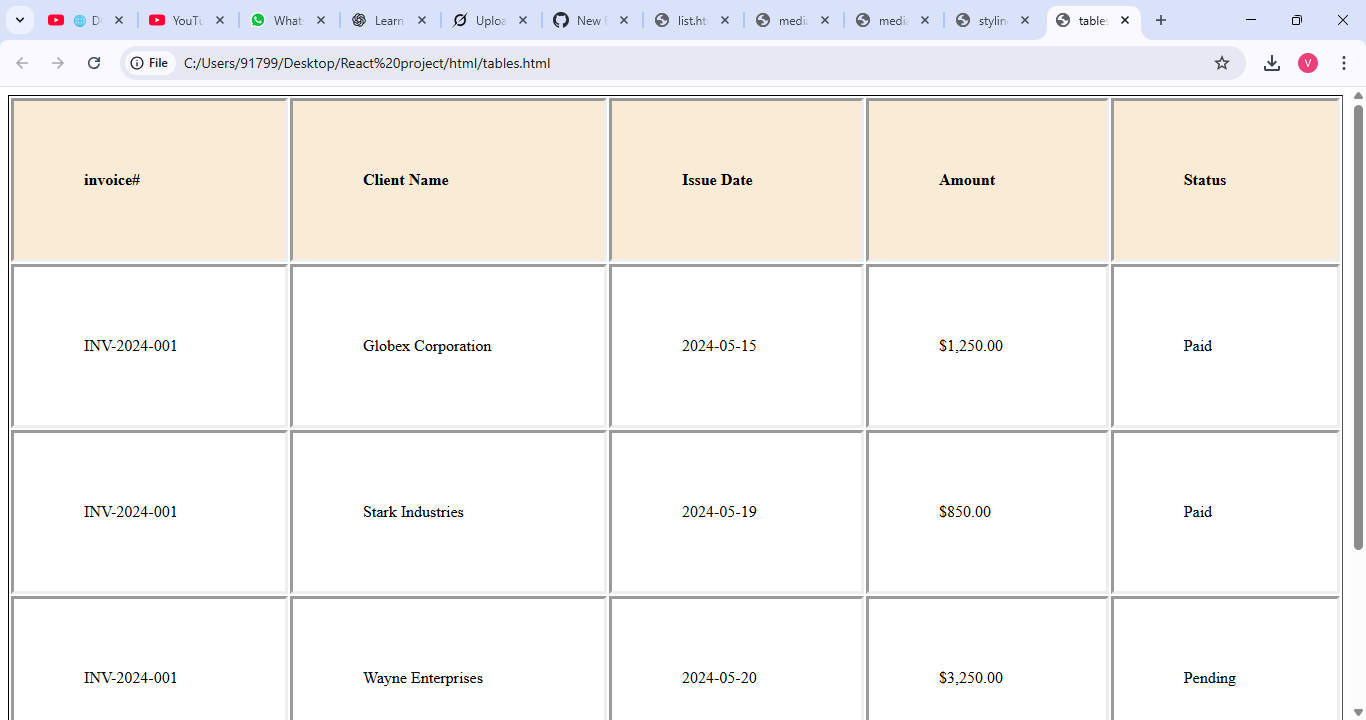 D
YouTu
Whats
Learn
Uploa
New
list.ht
medi
medi
stylin
tables
File
C:/Users/91799/Desktop/React%20project/html/tables.html
V
invoice# Client Name Issue Date Amount Status
INV-2024-001 Globex Corporation 2024-05-15 $1,250.00 Paid
INV-2024-001 Stark Industries 2024-05-19 $850.00 Paid
INV-2024-001 Wayne Enterprises 2024-05-20 $3,250.00 Pending